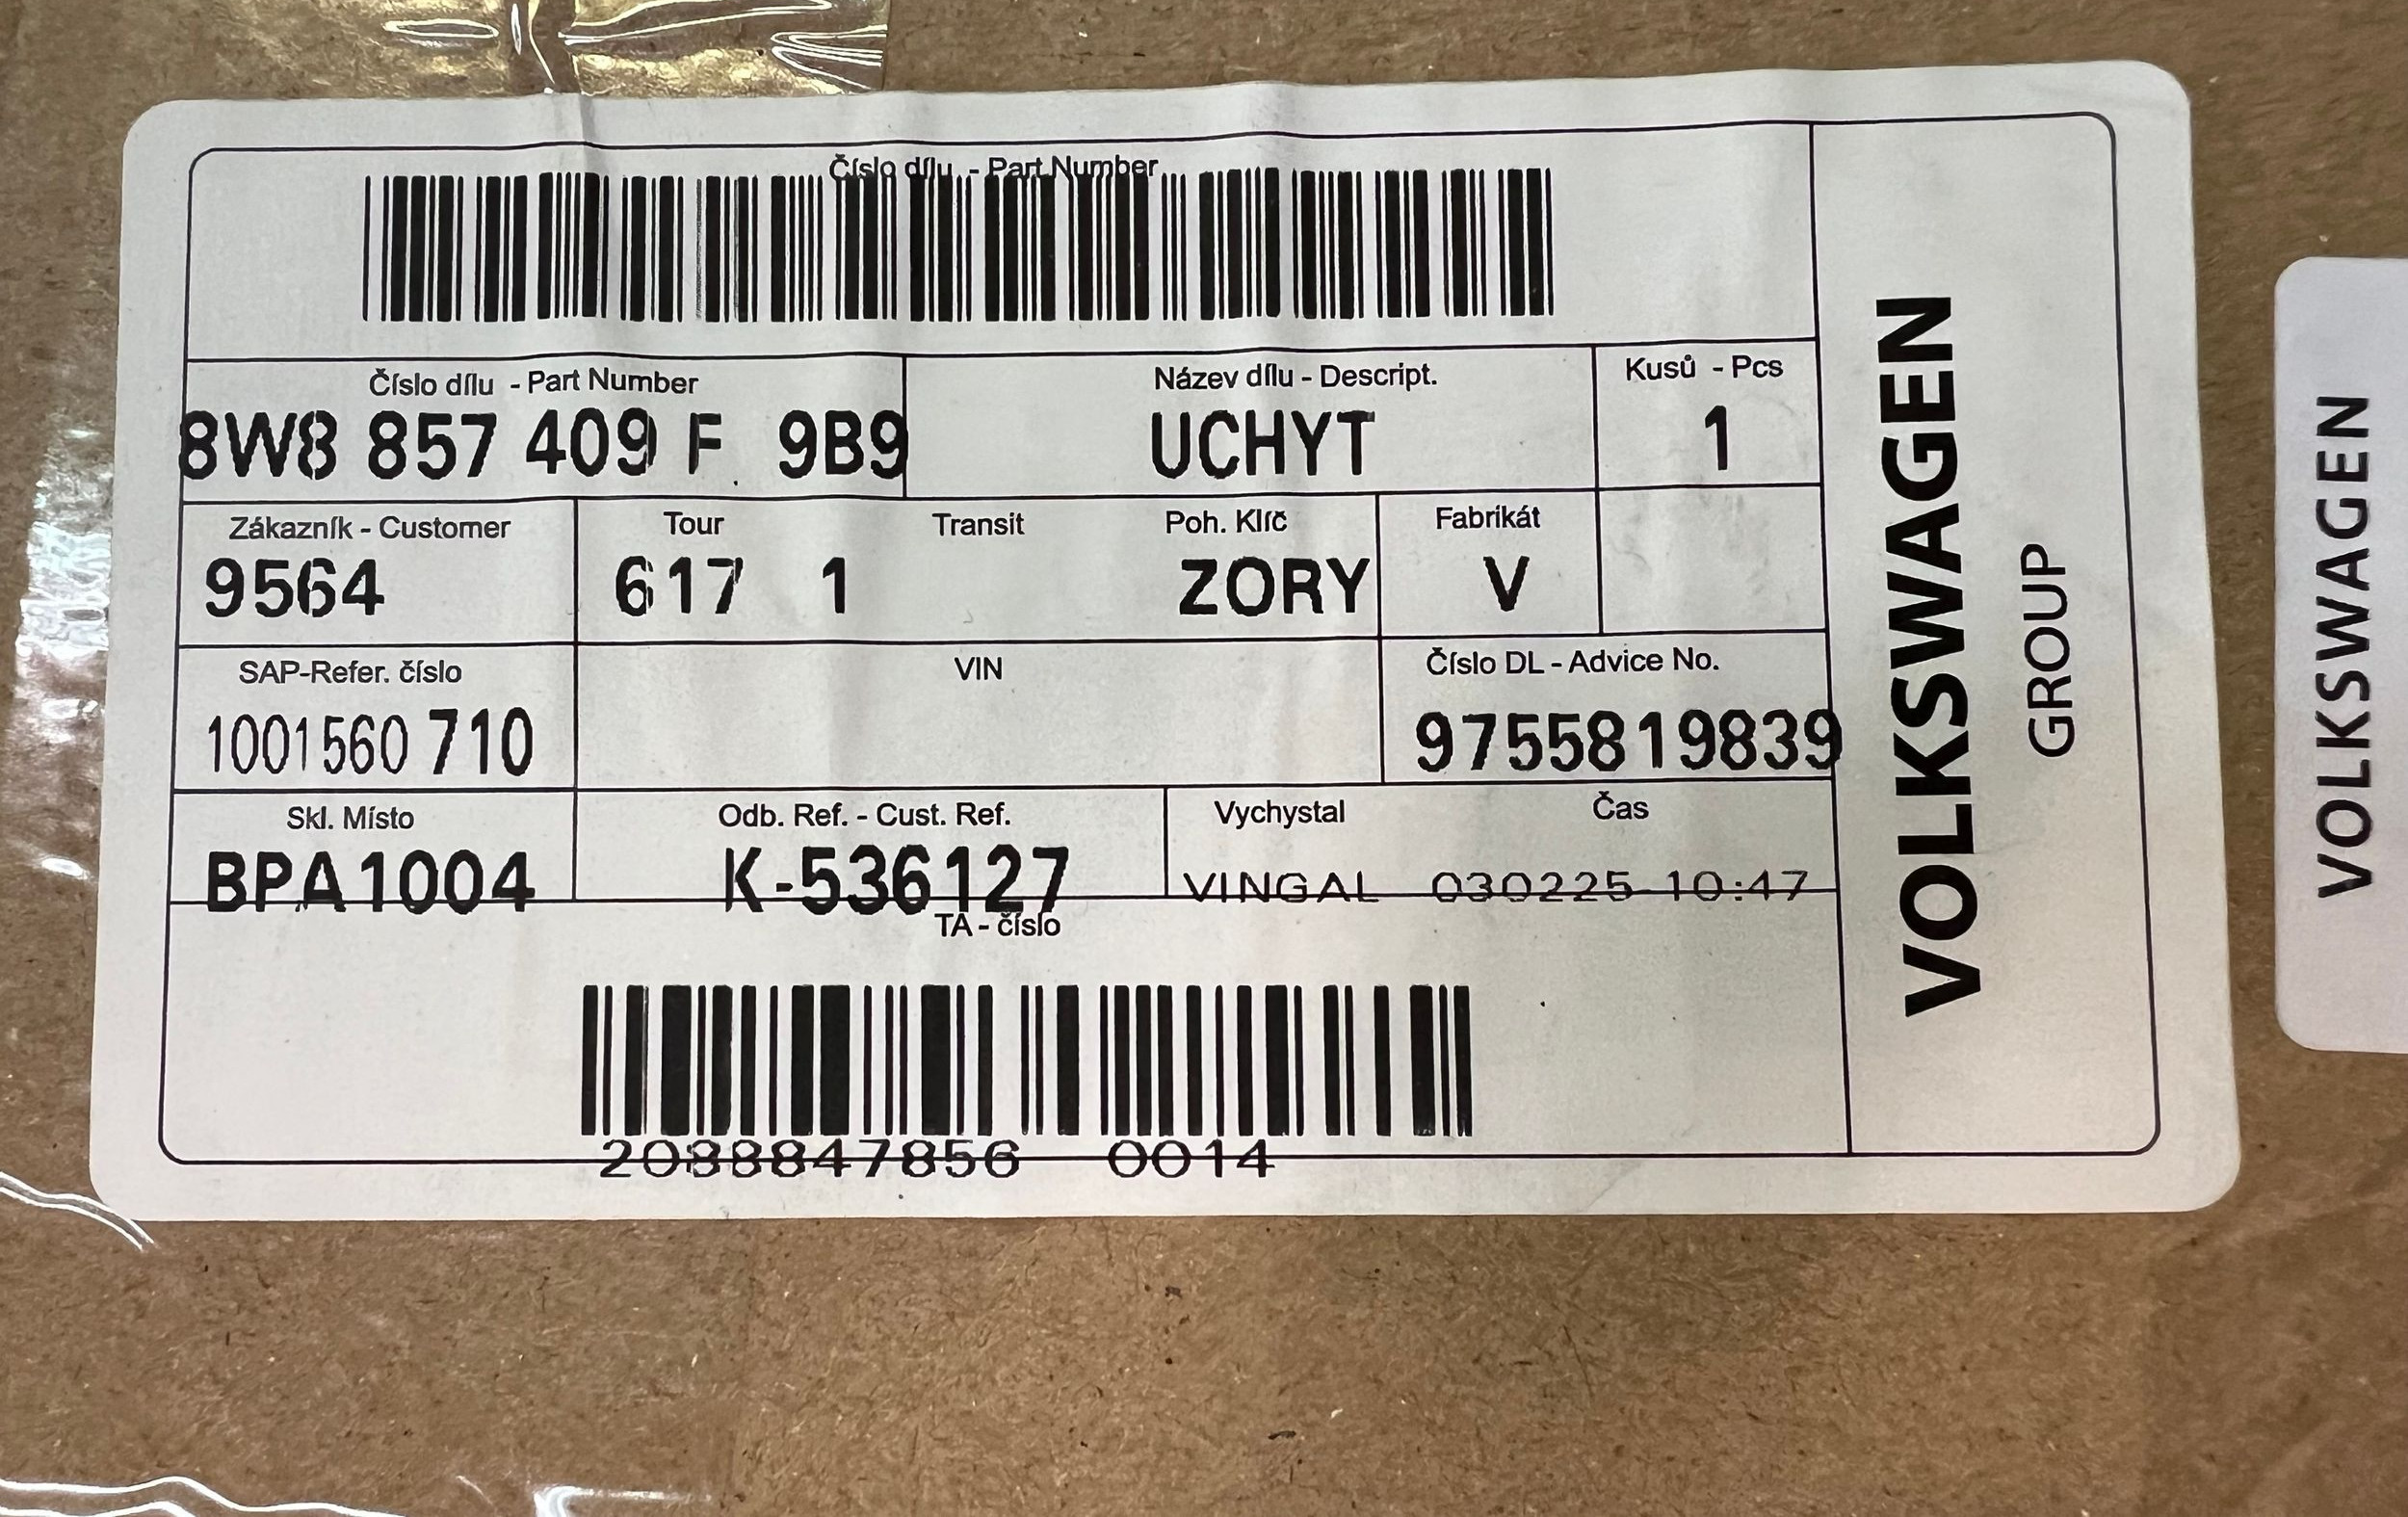 Číslo dílu - Part Number
Číslo dílu - Part Number Název dílu - Descript. Kusů - Pcs
8W8 857 409 F 9B9 UCHYT 1
Zákazník - Customer Tour Transit Poh. Klíč Fabrikát
9564 617 1 ZORY V
SAP-Refer. číslo VIN Číslo DL - Advice No.
1001560 710 9755819839
Skl. Místo Odb. Ref. - Cust. Ref. Vychystal Čas
BPA1004 K-536127 VINGAL 030225 10:47
TA - číslo
2088847856 0014
VOLKSWAGEN
GROUP
VOLKSWAGEN